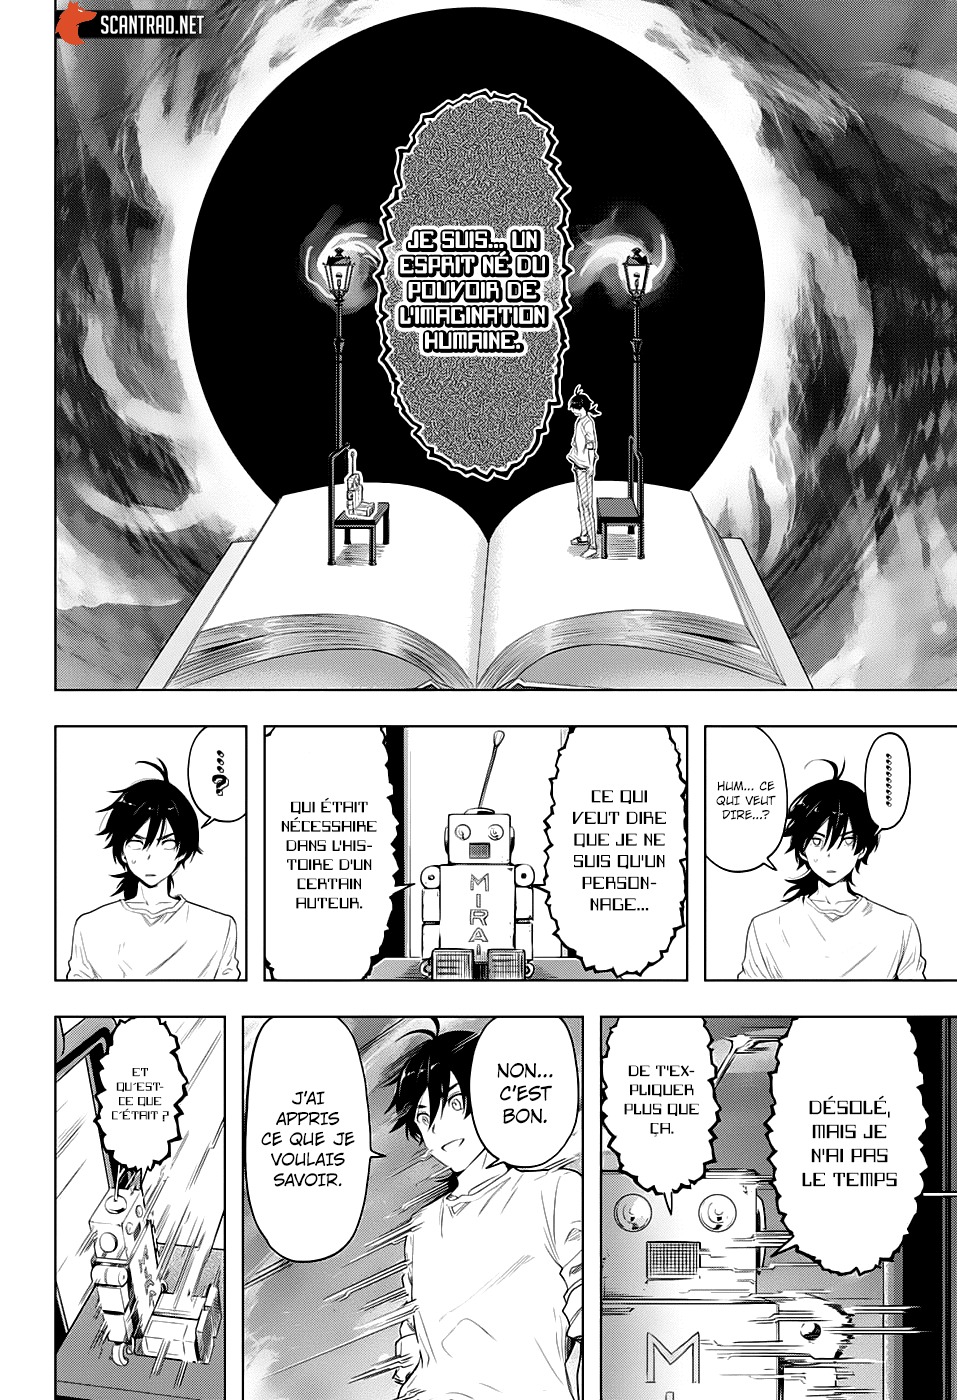 SCANTRAD.NET
JE SUIS... UN
ESPRIT NÉ DU
POUVOIR DE
L'IMAGINATION
HUMAINE.
.........
HUM... CE
QUI VEUT
DIRE...?
CE QUI
VEUT DIRE
QUE JE NE
SUIS QU'UN
PERSON-
NAGE...
QUI ÉTAIT
NÉCESSAIRE
DANS L'HIS-
TOIRE D'UN
CERTAIN
AUTEUR.
MIRAI
......?
DÉSOLÉ,
MAIS JE
N'AI PAS
LE TEMPS
DE T'EX-
PLIQUER
PLUS QUE
ÇA.
M
NON...
C'EST
BON.
J'AI
APPRIS
CE QUE JE
VOULAIS
SAVOIR.
ET
QU'EST-
CE QUE
C'ÉTAIT ?